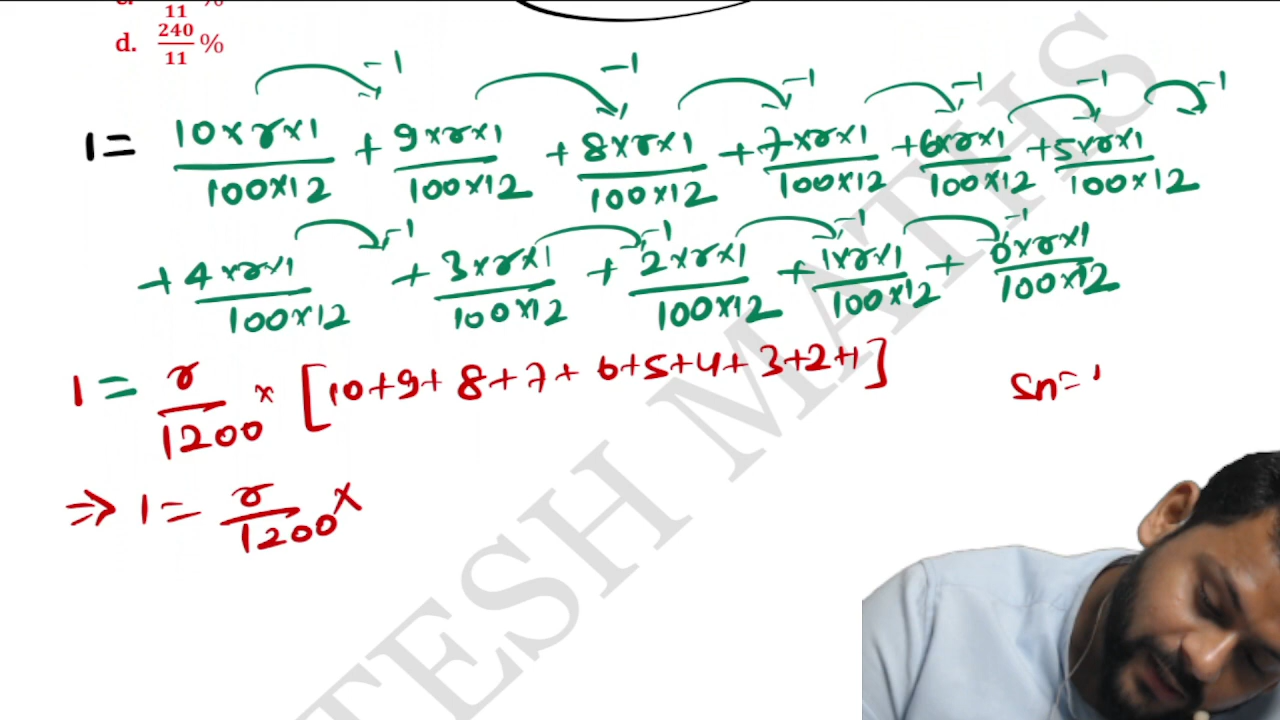 11
d. 240/11 %
-1 -1 -1 -1 -1 -1
1 = 10×r×1/100×12 + 9×r×1/100×12 + 8×r×1/100×12 + 7×r×1/100×12 + 6×r×1/100×12 + 5×r×1/100×12
-1 -1 -1 -1
+ 4×r×1/100×12 + 3×r×1/100×12 + 2×r×1/100×12 + 1×r×1/100×12 + 0×r×1/100×12
1 = r/1200 × [10+9+8+7+6+5+4+3+2+1]
Sn=
⇒ 1 = r/1200 ×
TESH MATHS